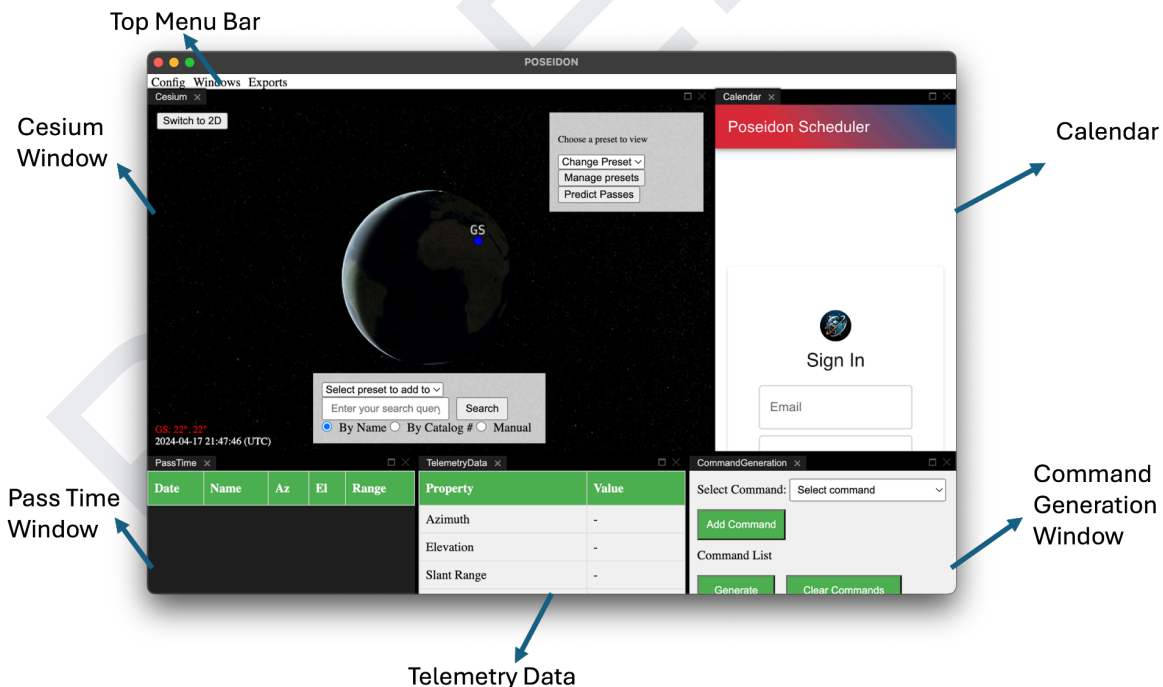 Top Menu Bar
POSEIDON
Config Windows Exports
Cesium
Calendar
Switch to 2D
Choose a preset to view
Change Preset
Manage presets
Predict Passes
Poseidon Scheduler
Cesium
Window
Calendar
GS
Sign In
Email
Select preset to add to
Enter your search query
Search
By Name By Catalog # Manual
GS: 22°, 22°
2024-04-17 21:47:46 (UTC)
PassTime
TelemetryData
CommandGeneration
Date Name Az El Range
Property Value
Azimuth -
Elevation -
Slant Range -
Select Command: Select command
Add Command
Command List
Generate Clear Commands
Pass Time
Window
Command
Generation
Window
Telemetry Data